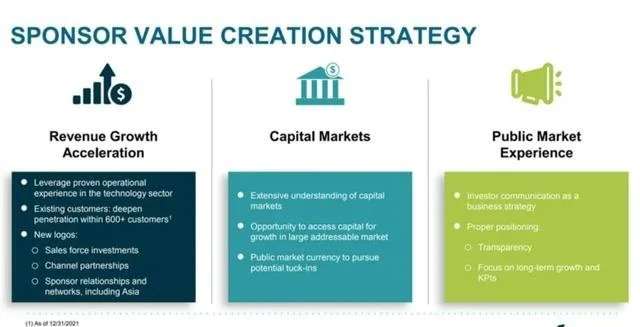 SPONSOR VALUE CREATION STRATEGY
$
$
Revenue Growth
Acceleration
• Leverage proven operational
experience in the technology sector
• Existing customers: deepen
penetration within 600+ customers¹
• New logos:
○ Sales force investments
○ Channel partnerships
○ Sponsor relationships and
networks, including Asia
Capital Markets
• Extensive understanding of capital
markets
• Opportunity to access capital for
growth in large addressable market
• Public market currency to pursue
potential tuck-ins
Public Market
Experience
• Investor communication as a
business strategy
• Proper positioning:
○ Transparency
○ Focus on long-term growth and
KPIs
(1) As of 12/31/2021